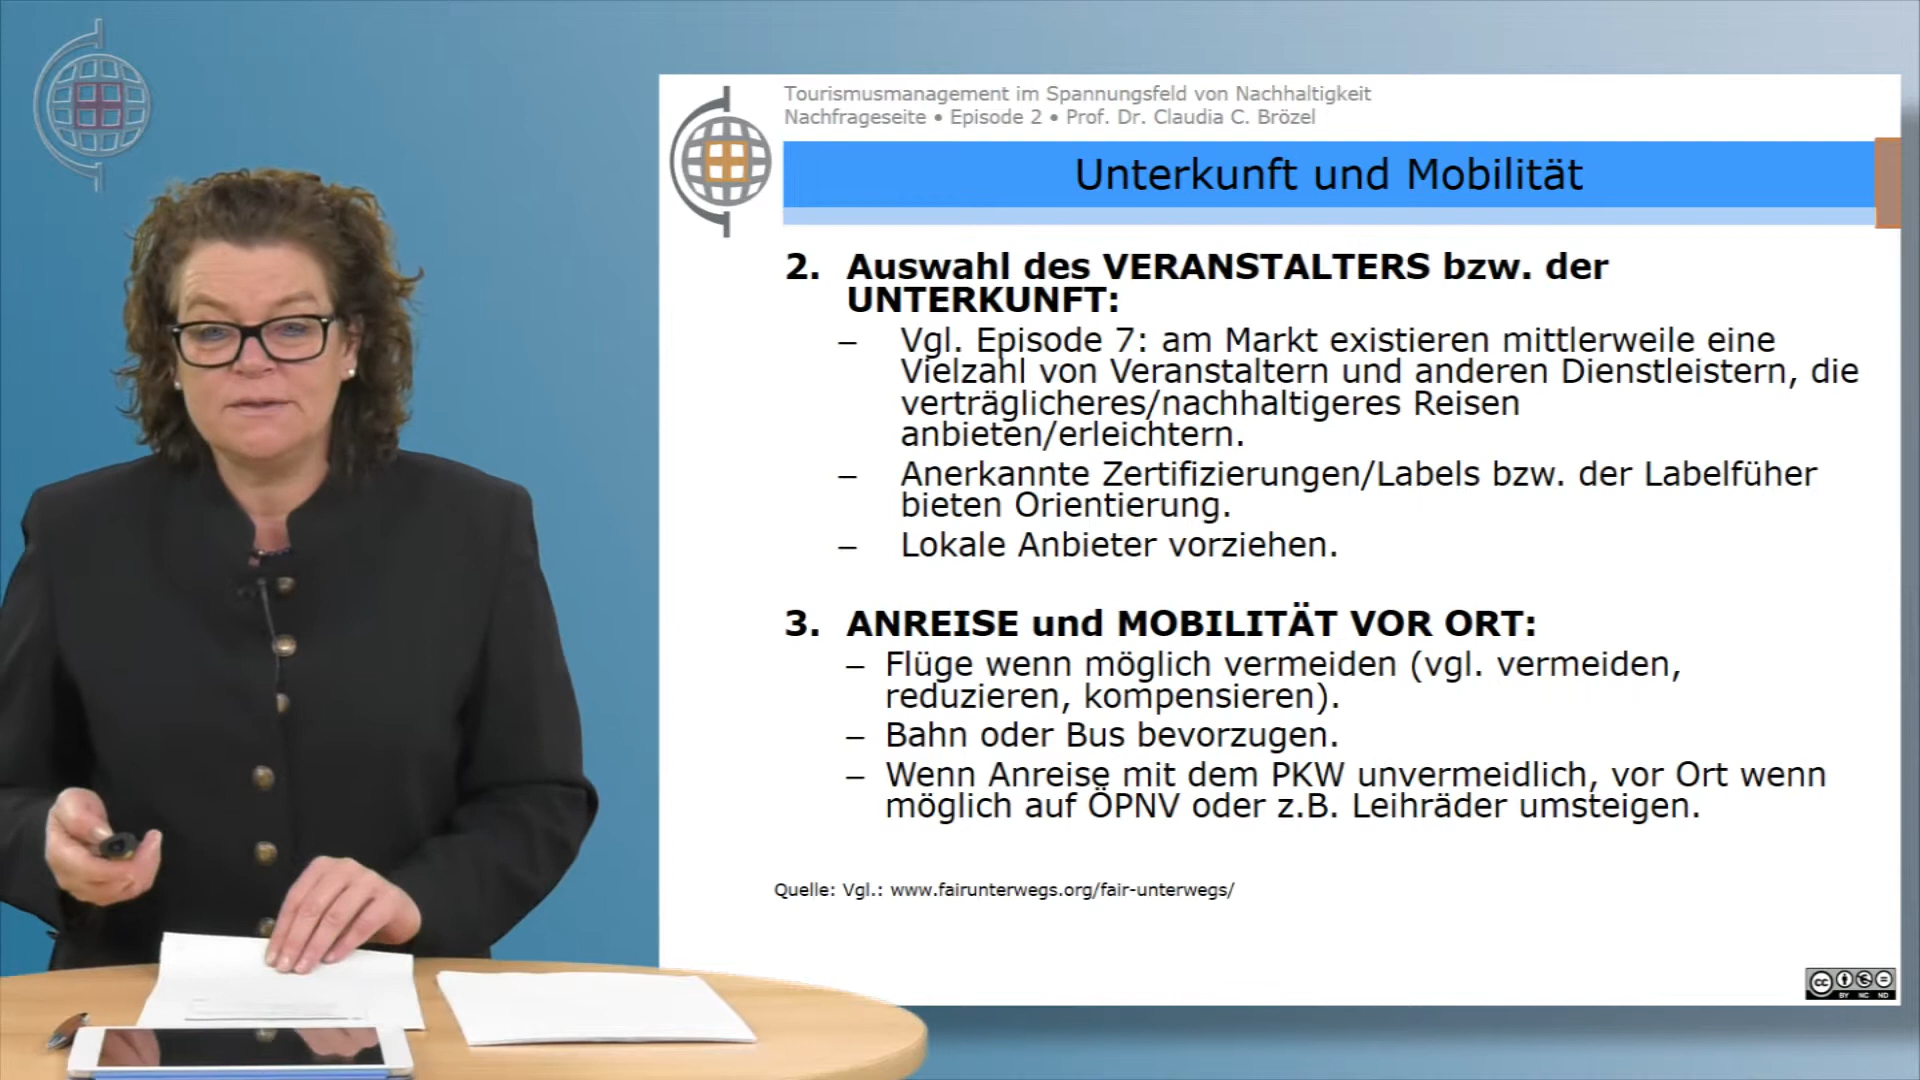 Tourismusmanagement im Spannungsfeld von Nachhaltigkeit
Nachfrageseite • Episode 2 • Prof. Dr. Claudia C. Brözel
Unterkunft und Mobilität
2. Auswahl des VERANSTALTERS bzw. der
UNTERKUNFT:
– Vgl. Episode 7: am Markt existieren mittlerweile eine
Vielzahl von Veranstaltern und anderen Dienstleistern, die
verträglicheres/nachhaltigeres Reisen
anbieten/erleichtern.
– Anerkannte Zertifizierungen/Labels bzw. der Labelfüher
bieten Orientierung.
– Lokale Anbieter vorziehen.
3. ANREISE und MOBILITÄT VOR ORT:
– Flüge wenn möglich vermeiden (vgl. vermeiden,
reduzieren, kompensieren).
– Bahn oder Bus bevorzugen.
– Wenn Anreise mit dem PKW unvermeidlich, vor Ort wenn
möglich auf ÖPNV oder z.B. Leihräder umsteigen.
Quelle: Vgl.: www.fairunterwegs.org/fair-unterwegs/
cc
BY NC ND